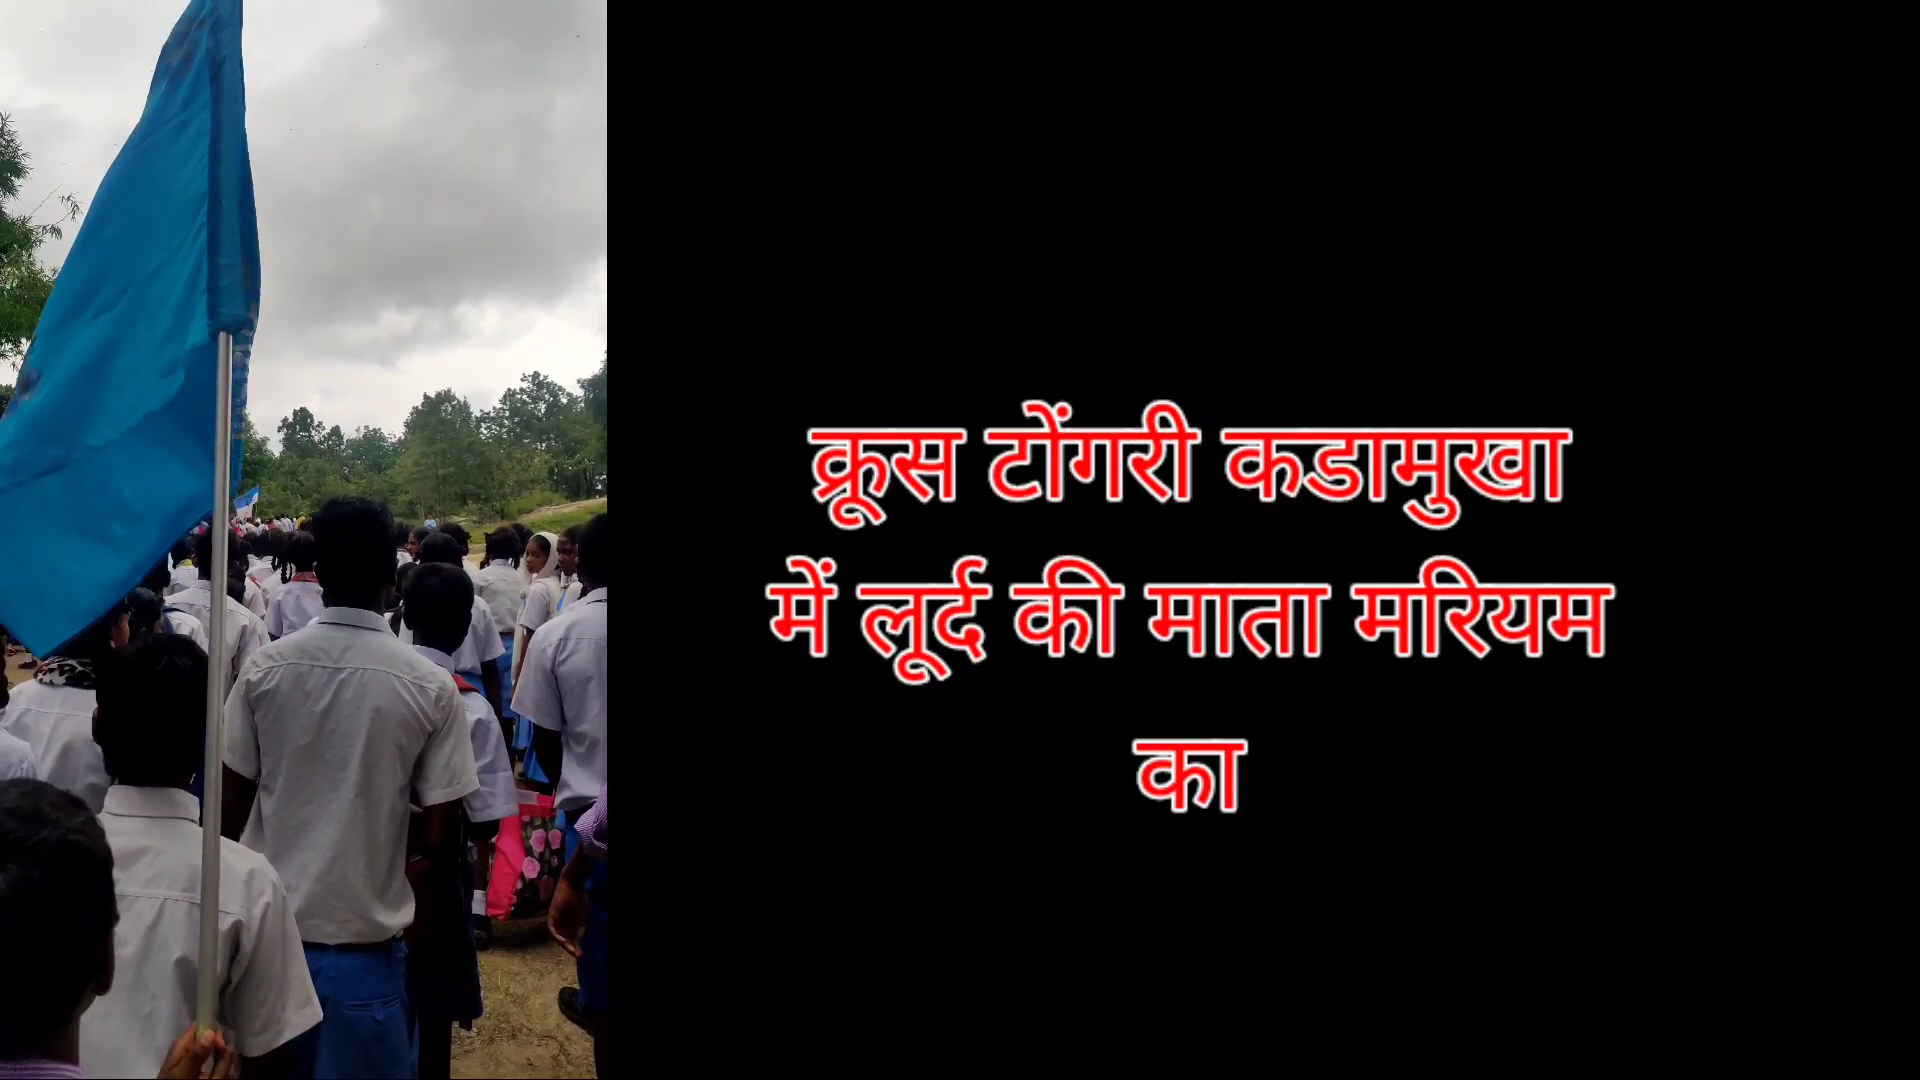 क्रूस टोंगरी कडामुखा
में लूर्द की माता मरियम
का